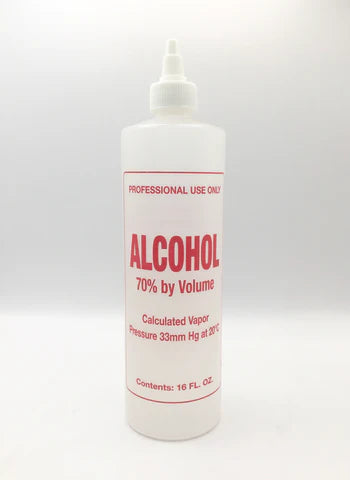 PROFESSIONAL USE ONLY
ALCOHOL
70% by Volume
Calculated Vapor
Pressure 33mm Hg at 20°C
Contents: 16 FL. OZ.